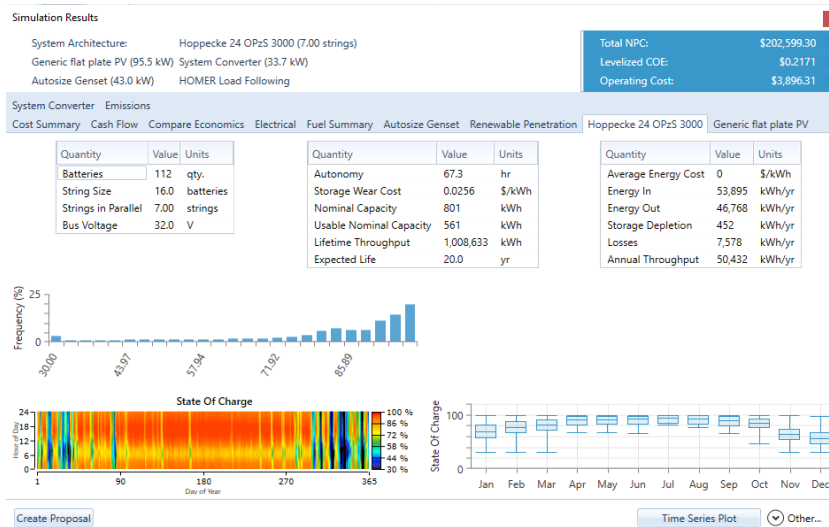 Simulation Results
System Architecture: Hoppecke 24 OPzS 3000 (7.00 strings)
Generic flat plate PV (95.5 kW) System Converter (33.7 kW)
Autosize Genset (43.0 kW) HOMER Load Following
Total NPC: $202,599.30
Levelized COE: $0.2171
Operating Cost: $3,896.31
System Converter Emissions
Cost Summary Cash Flow Compare Economics Electrical Fuel Summary Autosize Genset Renewable Penetration Hoppecke 24 OPzS 3000 Generic flat plate PV
Quantity Value Units
Batteries 112 qty.
String Size 16.0 batteries
Strings in Parallel 7.00 strings
Bus Voltage 32.0 V
Quantity Value Units
Autonomy 67.3 hr
Storage Wear Cost 0.0256 $/kWh
Nominal Capacity 801 kWh
Usable Nominal Capacity 561 kWh
Lifetime Throughput 1,008,633 kWh
Expected Life 20.0 yr
Quantity Value Units
Average Energy Cost 0 $/kWh
Energy In 53,895 kWh/yr
Energy Out 46,768 kWh/yr
Storage Depletion 452 kWh/yr
Losses 7,578 kWh/yr
Annual Throughput 50,432 kWh/yr
Frequency (%)
25
0
30.00 43.97 57.94 71.92 85.89
State Of Charge
Hour of Day
24
18
12
6
0
1 90 180 270 365
Day of Year
100 %
86 %
72 %
58 %
44 %
30 %
State Of Charge
100
0
Jan Feb Mar Apr May Jun Jul Aug Sep Oct Nov Dec
Create Proposal
Time Series Plot Other...